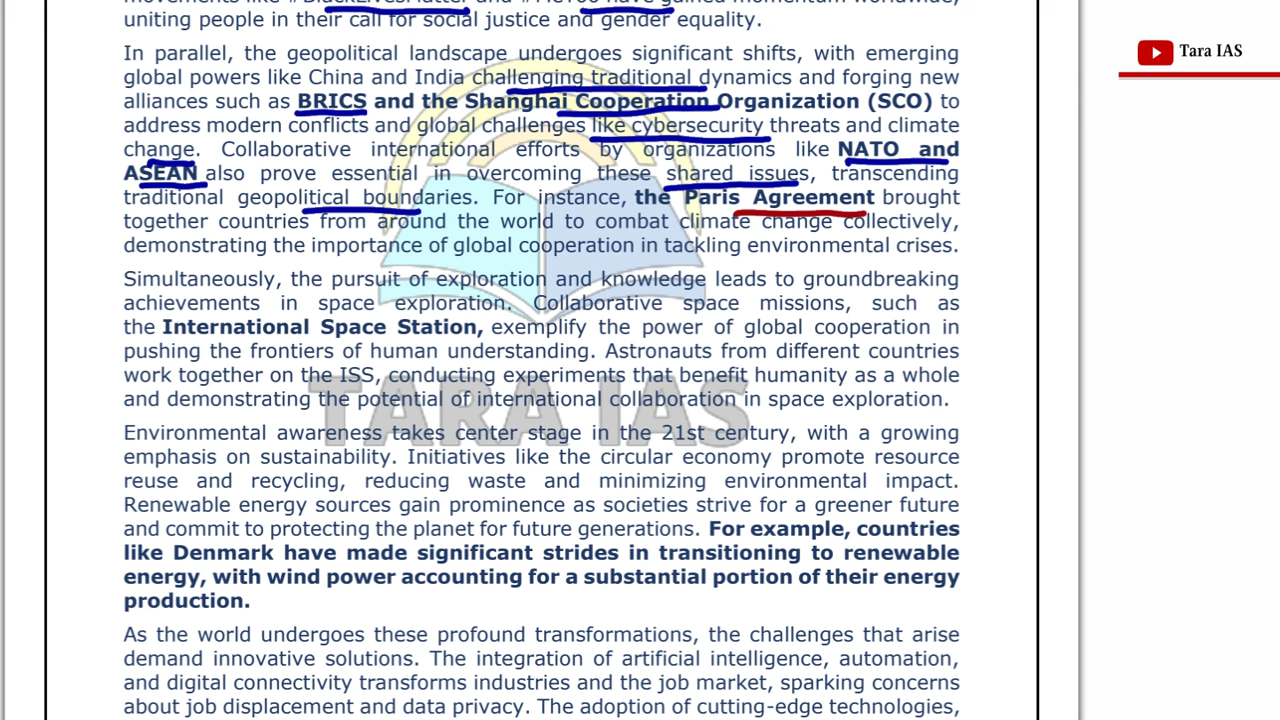 movements like #BlackLivesMatter and #MeToo have gained momentum worldwide,
uniting people in their call for social justice and gender equality.
In parallel, the geopolitical landscape undergoes significant shifts, with emerging
global powers like China and India challenging traditional dynamics and forging new
alliances such as BRICS and the Shanghai Cooperation Organization (SCO) to
address modern conflicts and global challenges like cybersecurity threats and climate
change. Collaborative international efforts by organizations like NATO and
ASEAN also prove essential in overcoming these shared issues, transcending
traditional geopolitical boundaries. For instance, the Paris Agreement brought
together countries from around the world to combat climate change collectively,
demonstrating the importance of global cooperation in tackling environmental crises.
Simultaneously, the pursuit of exploration and knowledge leads to groundbreaking
achievements in space exploration. Collaborative space missions, such as
the International Space Station, exemplify the power of global cooperation in
pushing the frontiers of human understanding. Astronauts from different countries
work together on the ISS, conducting experiments that benefit humanity as a whole
and demonstrating the potential of international collaboration in space exploration.
Environmental awareness takes center stage in the 21st century, with a growing
emphasis on sustainability. Initiatives like the circular economy promote resource
reuse and recycling, reducing waste and minimizing environmental impact.
Renewable energy sources gain prominence as societies strive for a greener future
and commit to protecting the planet for future generations. For example, countries
like Denmark have made significant strides in transitioning to renewable
energy, with wind power accounting for a substantial portion of their energy
production.
As the world undergoes these profound transformations, the challenges that arise
demand innovative solutions. The integration of artificial intelligence, automation,
and digital connectivity transforms industries and the job market, sparking concerns
about job displacement and data privacy. The adoption of cutting-edge technologies,
TARA IAS
Tara IAS